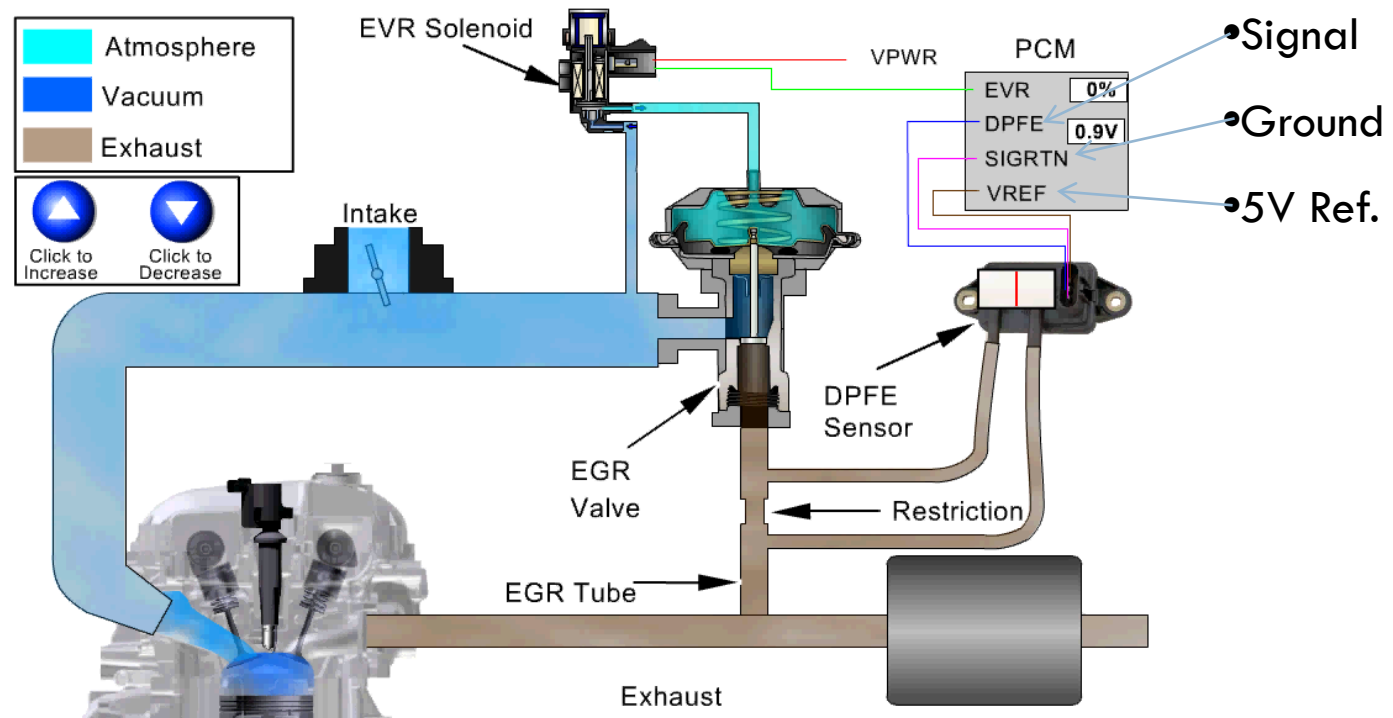 Atmosphere
Vacuum
Exhaust
Click to
Increase
Click to
Decrease
EVR Solenoid
VPWR
PCM
EVR 0%
DPFE 0.9V
SIGRTN
VREF
•Signal
•Ground
•5V Ref.
Intake
DPFE
Sensor
EGR
Valve
Restriction
EGR Tube
Exhaust